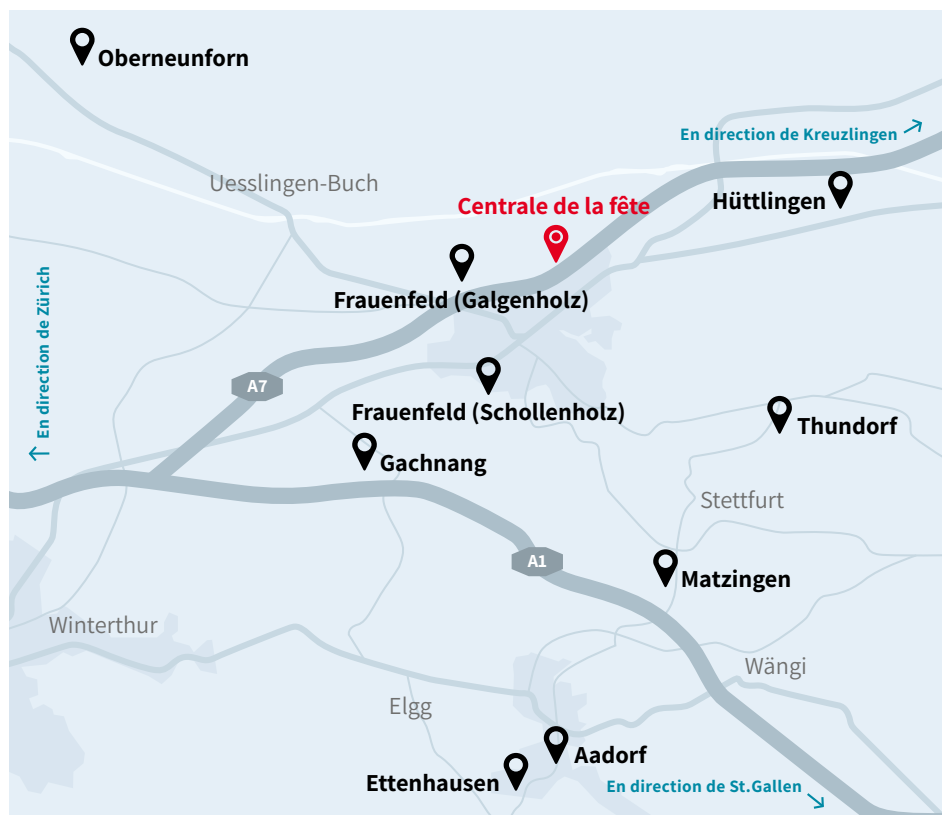 Oberneunforn
En direction de Kreuzlingen
Uesslingen-Buch
Centrale de la fête
Hüttlingen
Frauenfeld (Galgenholz)
En direction de Zürich
A7
Frauenfeld (Schollenholz)
Thundorf
Gachnang
Stettfurt
A1
Matzingen
Winterthur
Wängi
Elgg
Aadorf
Ettenhausen
En direction de St.Gallen